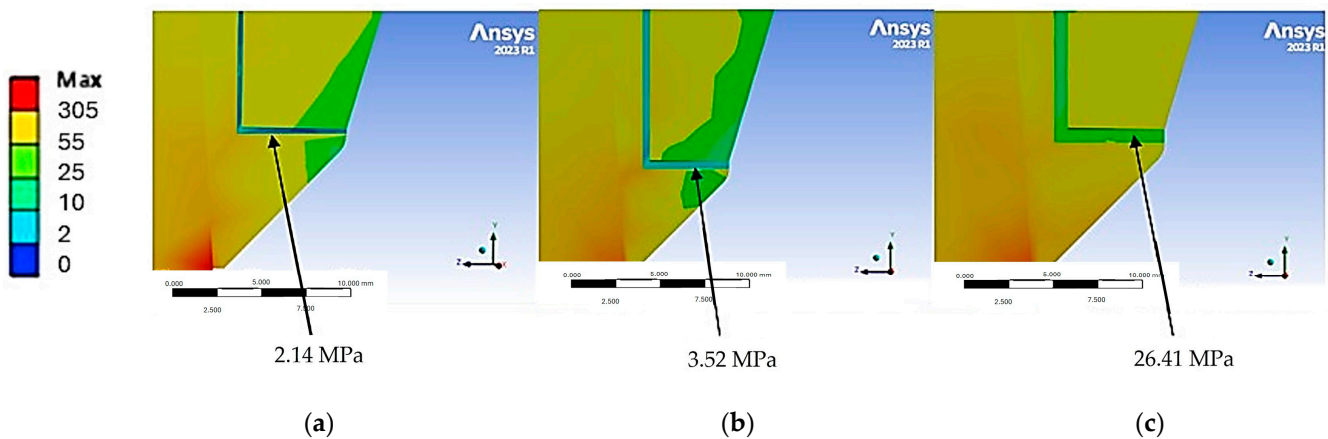 Max
305
55
25
10
2
0
Ansys
2023 R1
Y
Z
X
0.000
5.000
10.000 mm
2.500
7.500
2.14 MPa
(a)
Ansys
2023 R1
Y
Z
0.000
5.000
10.000 mm
2.500
7.500
3.52 MPa
(b)
Ansys
2023 R1
Y
Z
0.000
5.000
10.000 mm
2.500
7.500
26.41 MPa
(c)